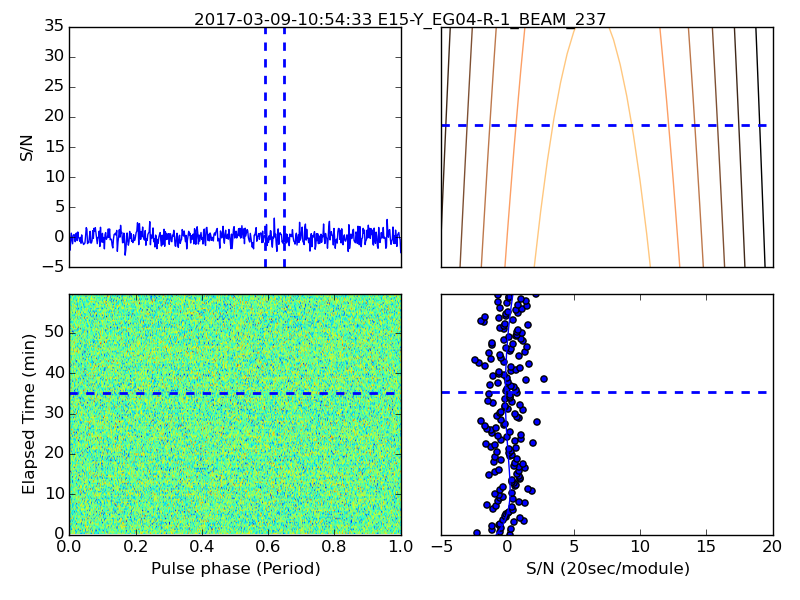 2017-03-09-10:54:33 E15-Y_EG04-R-1_BEAM_237
35
30
25
20
15
10
5
0
−5
S/N
50
40
30
20
10
0
Elapsed Time (min)
0.0 0.2 0.4 0.6 0.8 1.0
Pulse phase (Period)
−5 0 5 10 15 20
S/N (20sec/module)